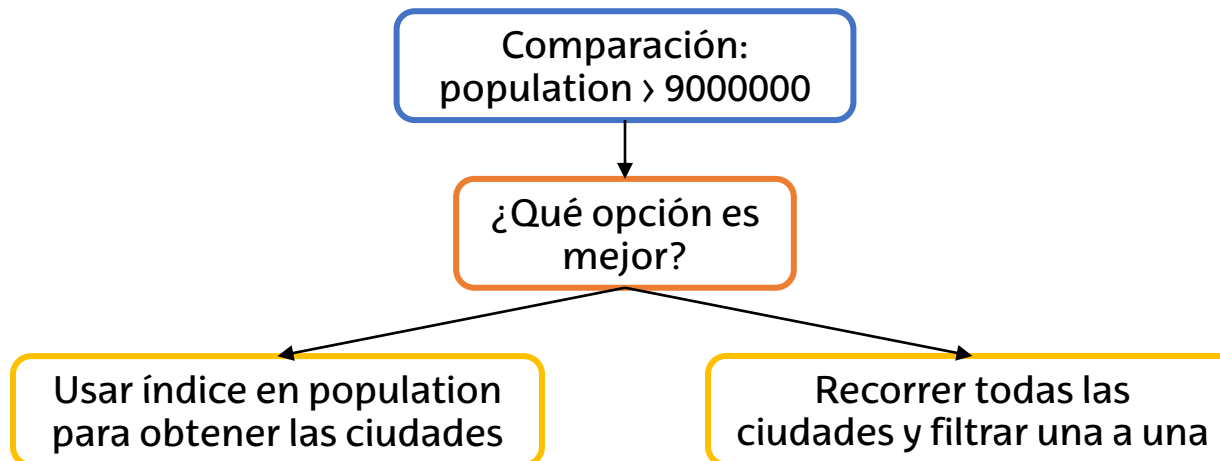 Comparación:
population > 9000000
¿Qué opción es
mejor?
Usar índice en population
para obtener las ciudades
Recorrer todas las
ciudades y filtrar una a una